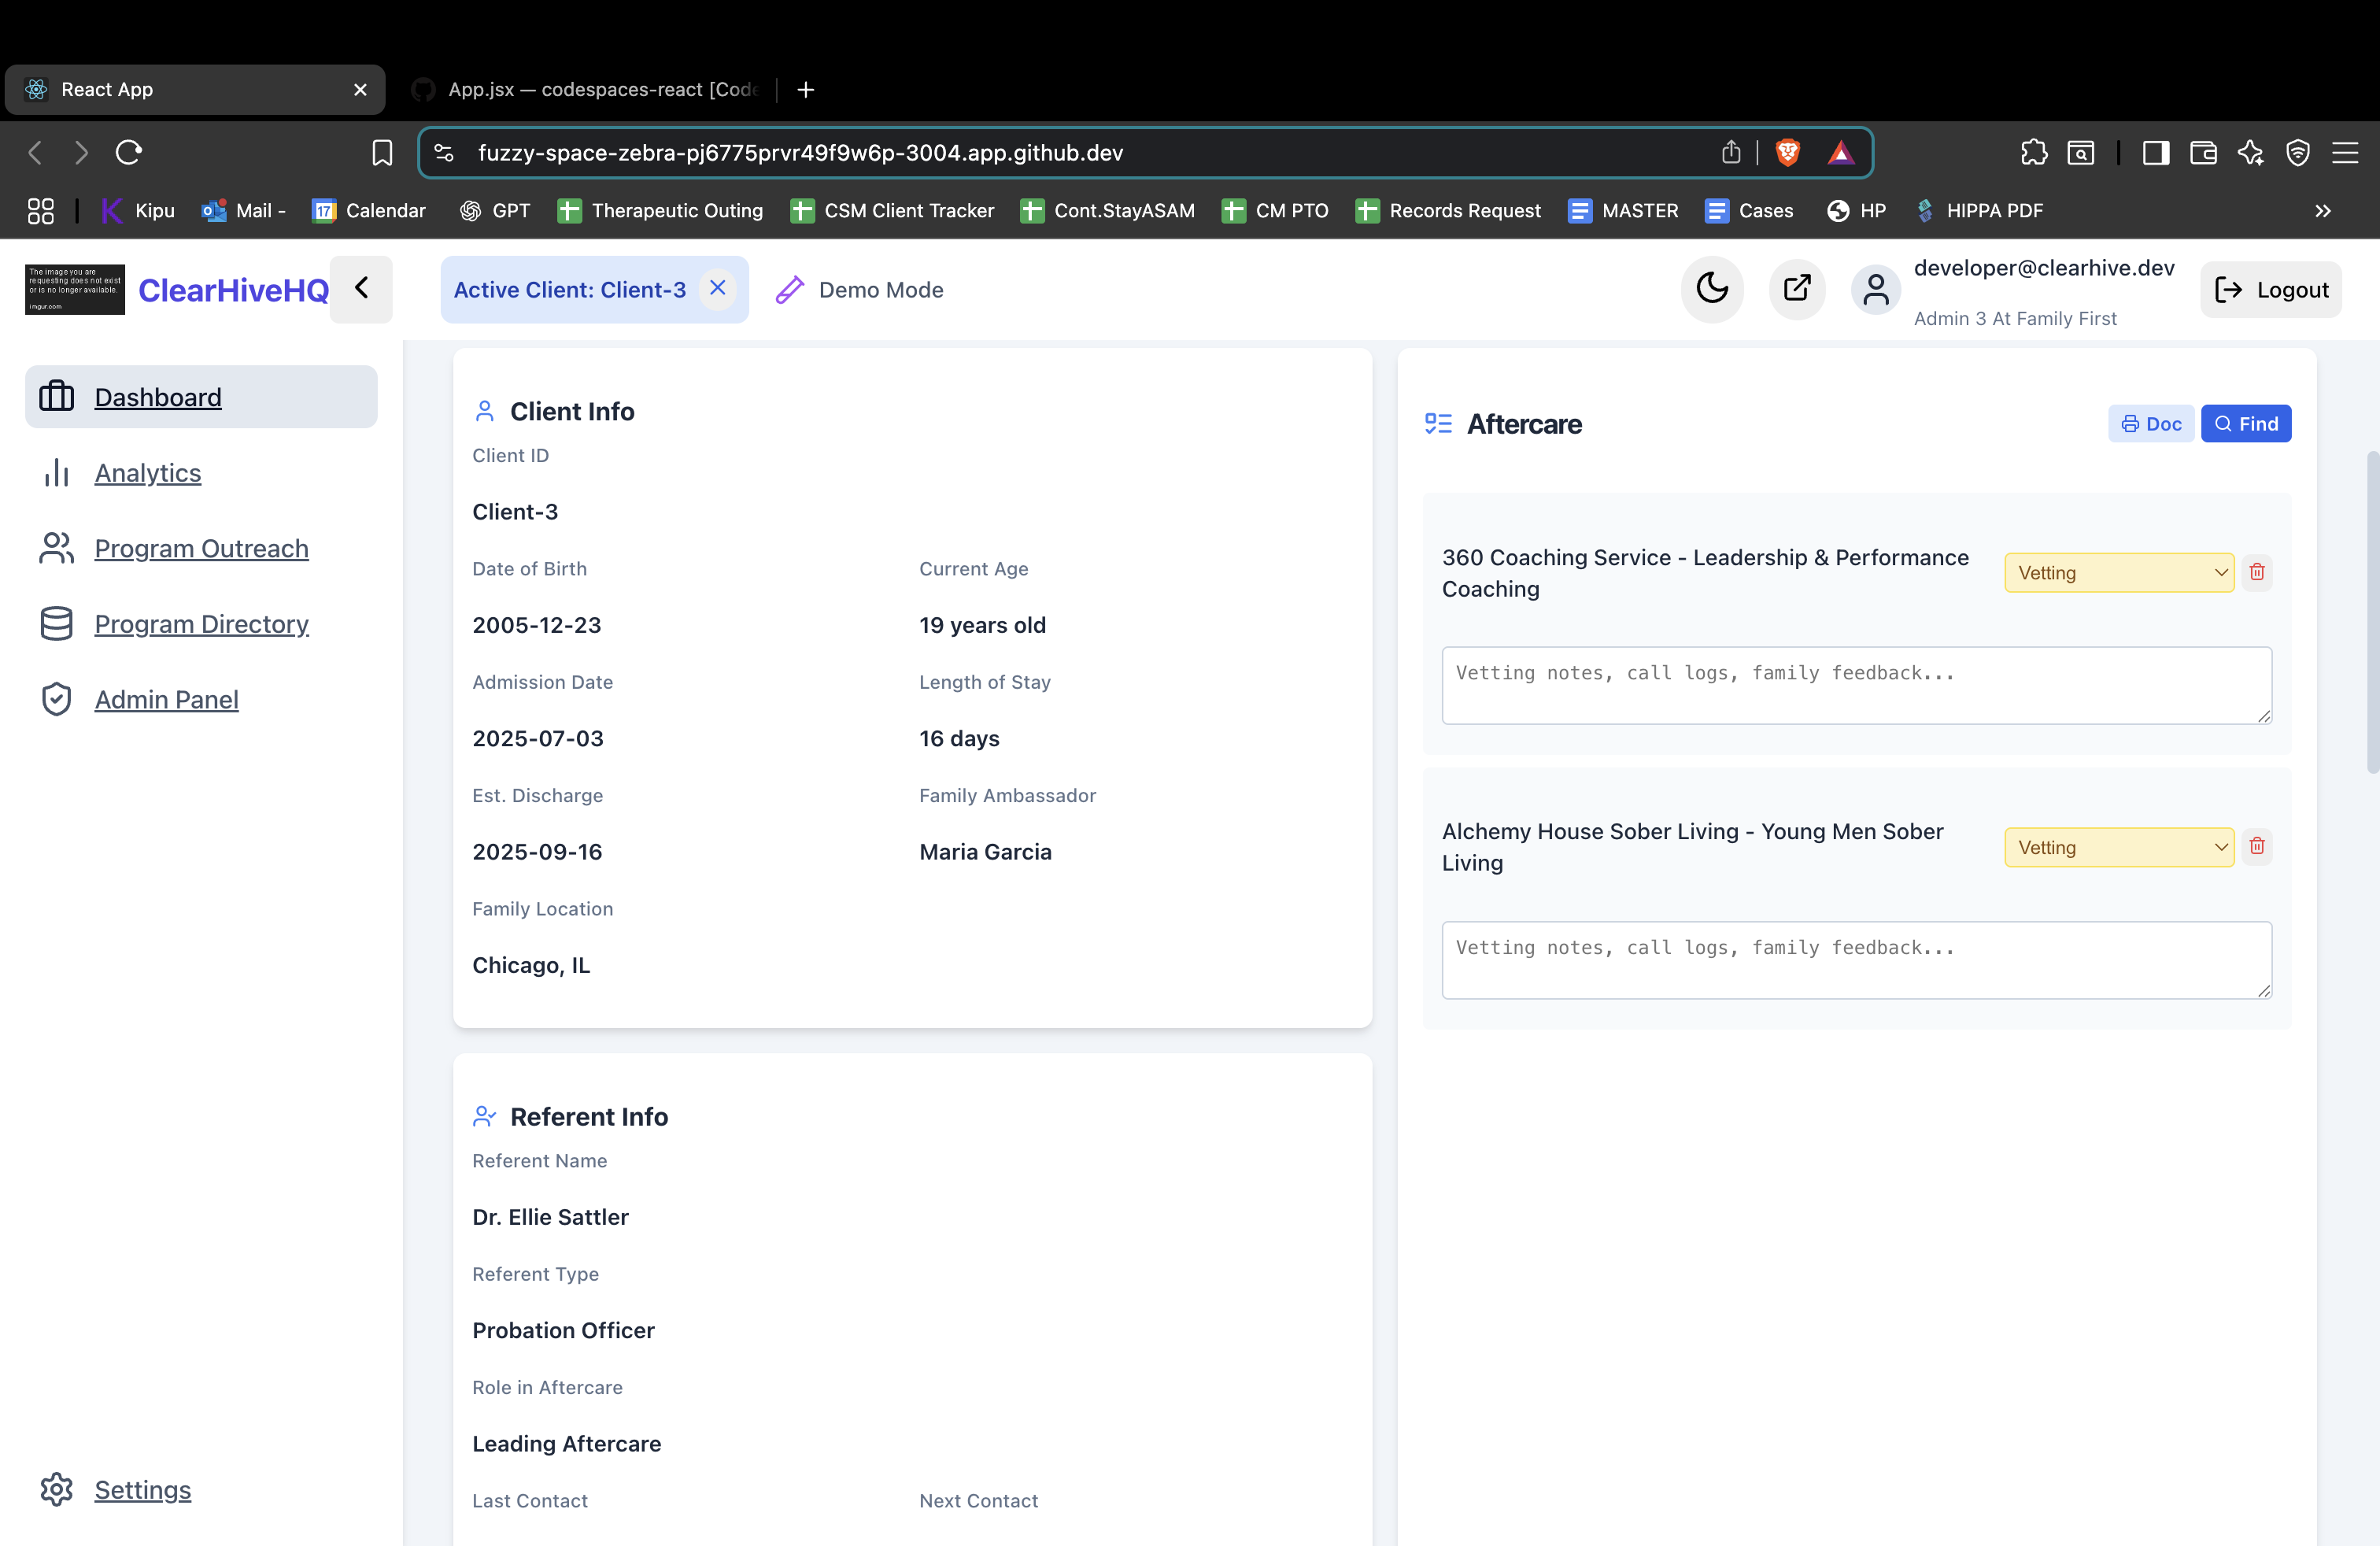 React App
App.jsx — codespaces-react [Code
fuzzy-space-zebra-pj6775prvr49f9w6p-3004.app.github.dev
Kipu
Mail -
17
Calendar
GPT
Therapeutic Outing
CSM Client Tracker
Cont.StayASAM
CM PTO
Records Request
MASTER
Cases
HP
HIPPA PDF
The image you are
requesting does not exist
or is no longer available.
imgur.com
ClearHiveHQ
Active Client: Client-3
Demo Mode
developer@clearhive.dev
Admin 3 At Family First
Logout
Dashboard
Analytics
Program Outreach
Program Directory
Admin Panel
Settings
Client Info
Client ID
Client-3
Date of Birth
Current Age
2005-12-23
19 years old
Admission Date
Length of Stay
2025-07-03
16 days
Est. Discharge
Family Ambassador
2025-09-16
Maria Garcia
Family Location
Chicago, IL
Referent Info
Referent Name
Dr. Ellie Sattler
Referent Type
Probation Officer
Role in Aftercare
Leading Aftercare
Last Contact
Next Contact
Aftercare
Doc
Find
360 Coaching Service - Leadership & Performance
Coaching
Vetting
Vetting notes, call logs, family feedback...
Alchemy House Sober Living - Young Men Sober
Living
Vetting
Vetting notes, call logs, family feedback...